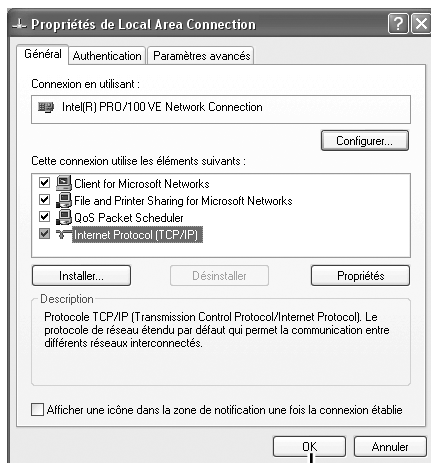 Propriétés de Local Area Connection
Général Authentication Paramètres avancés
Connexion en utilisant :
Intel(R) PRO/100 VE Network Connection
Configurer...
Cette connexion utilise les éléments suivants :
Client for Microsoft Networks
File and Printer Sharing for Microsoft Networks
QoS Packet Scheduler
Internet Protocol (TCP/IP)
Installer... Désinstaller Propriétés
Description
Protocole TCP/IP (Transmission Control Protocol/Internet Protocol). Le
protocole de réseau étendu par défaut qui permet la communication entre
différents réseaux interconnectés.
Afficher une icône dans la zone de notification une fois la connexion établie
OK Annuler